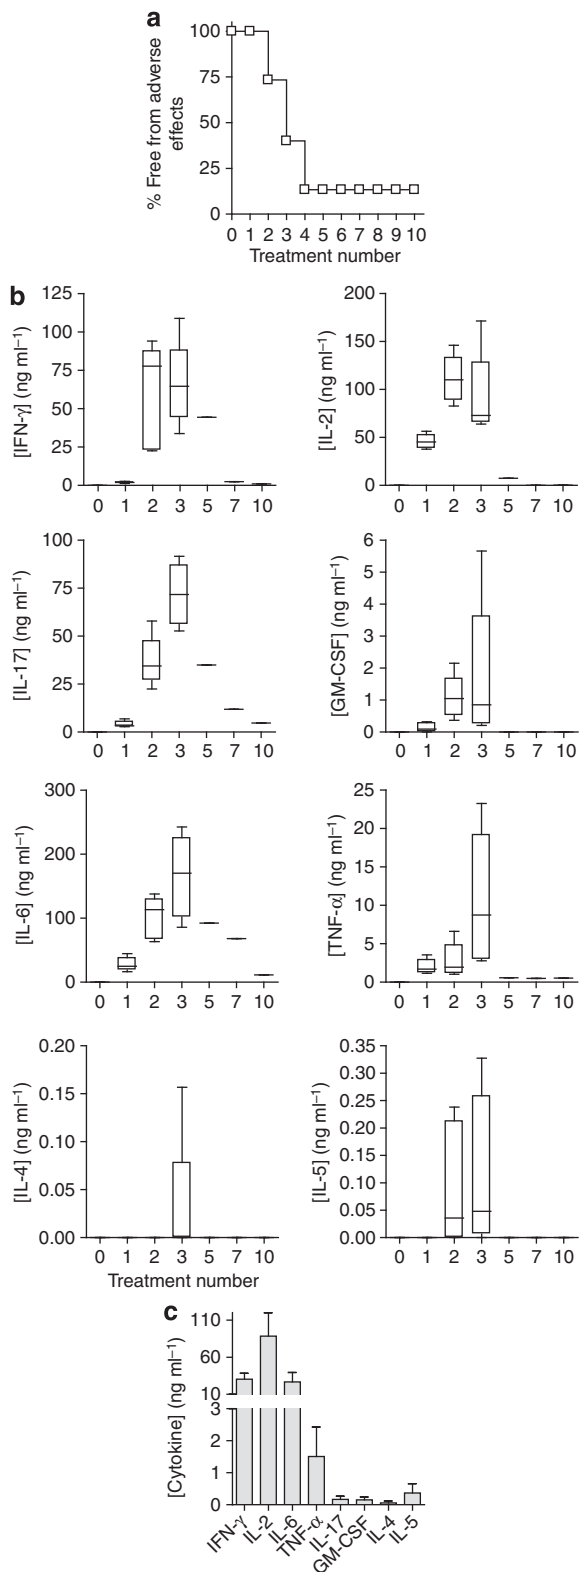 a
% Free from adverse
effects
100
75
50
25
0
0 1 2 3 4 5 6 7 8 9 10
Treatment number
b
[IFN-γ] (ng ml⁻¹)
125
100
75
50
25
0
0 1 2 3 5 7 10
[IL-2] (ng ml⁻¹)
200
150
100
50
0
0 1 2 3 5 7 10
[IL-17] (ng ml⁻¹)
100
75
50
25
0
0 1 2 3 5 7 10
[GM-CSF] (ng ml⁻¹)
6
5
4
3
2
1
0
0 1 2 3 5 7 10
[IL-6] (ng ml⁻¹)
300
200
100
0
0 1 2 3 5 7 10
[TNF-α] (ng ml⁻¹)
25
20
15
10
5
0
0 1 2 3 5 7 10
[IL-4] (ng ml⁻¹)
0.20
0.15
0.10
0.05
0.00
0 1 2 3 5 7 10
Treatment number
[IL-5] (ng ml⁻¹)
0.35
0.30
0.25
0.20
0.15
0.10
0.05
0.00
0 1 2 3 5 7 10
c
[Cytokine] (ng ml⁻¹)
110
60
10
3
2
1
0
IFN-γ
IL-2
IL-6
TNF-α
IL-17
GM-CSF
IL-4
IL-5